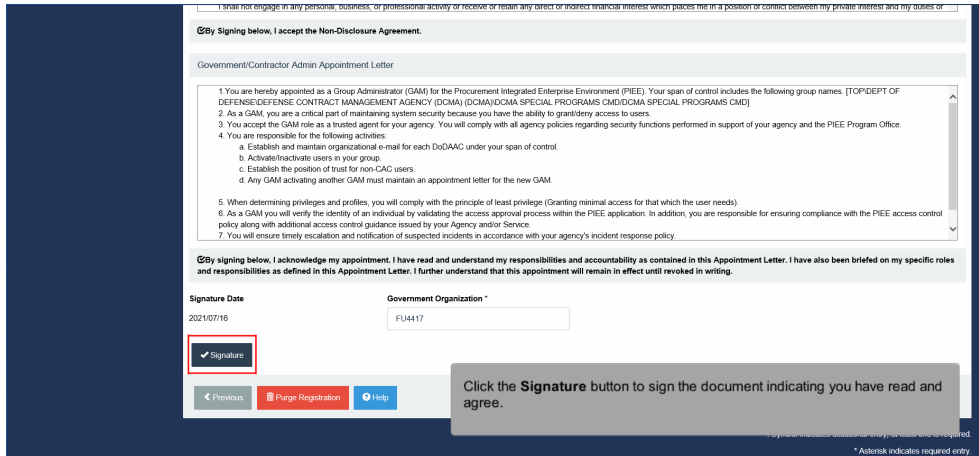 I shall not engage in any personal, business, or professional activity or receive or retain any direct or indirect financial interest which places me in a position of conflict between my private interest and my duties or
By Signing below, I accept the Non-Disclosure Agreement.
Government/Contractor Admin Appointment Letter
1.You are hereby appointed as a Group Administrator (GAM) for the Procurement Integrated Enterprise Environment (PIEE). Your span of control includes the following group names. [TOP\DEPT OF
DEFENSE\DEFENSE CONTRACT MANAGEMENT AGENCY (DCMA) (DCMA)\DCMA SPECIAL PROGRAMS CMD/DCMA SPECIAL PROGRAMS CMD]
2. As a GAM, you are a critical part of maintaining system security because you have the ability to grant/deny access to users.
3. You accept the GAM role as a trusted agent for your agency. You will comply with all agency policies regarding security functions performed in support of your agency and the PIEE Program Office.
4. You are responsible for the following activities:
a. Establish and maintain organizational e-mail for each DoDAAC under your span of control.
b. Activate/Inactivate users in your group.
c. Establish the position of trust for non-CAC users.
d. Any GAM activating another GAM must maintain an appointment letter for the new GAM.
5. When determining privileges and profiles, you will comply with the principle of least privilege (Granting minimal access for that which the user needs).
6. As a GAM you will verify the identity of an individual by validating the access approval process within the PIEE application. In addition, you are responsible for ensuring compliance with the PIEE access control
policy along with additional access control guidance issued by your Agency and/or Service.
7. You will ensure timely escalation and notification of suspected incidents in accordance with your agency's incident response policy.
By signing below, I acknowledge my appointment. I have read and understand my responsibilities and accountability as contained in this Appointment Letter. I have also been briefed on my specific roles
and responsibilities as defined in this Appointment Letter. I further understand that this appointment will remain in effect until revoked in writing.
Signature Date
Government Organization *
2021/07/16
FU4417
Signature
Click the Signature button to sign the document indicating you have read and
agree.
Previous
Purge Registration
Help
Symbol indicates situational entry, at least one is required.
* Asterisk indicates required entry.